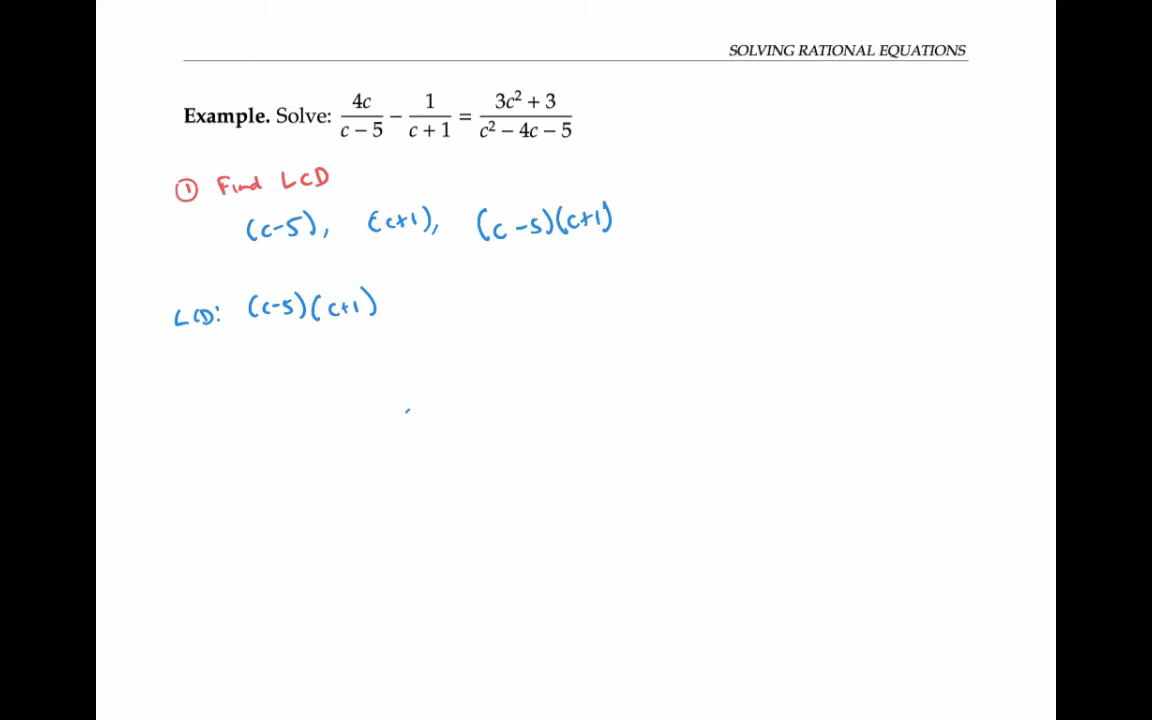 SOLVING RATIONAL EQUATIONS
Example. Solve: 4c/(c − 5) − 1/(c + 1) = (3c² + 3)/(c² − 4c − 5)
① Find LCD
(c-5), (c+1), (c-5)(c+1)
LCD: (c-5)(c+1)